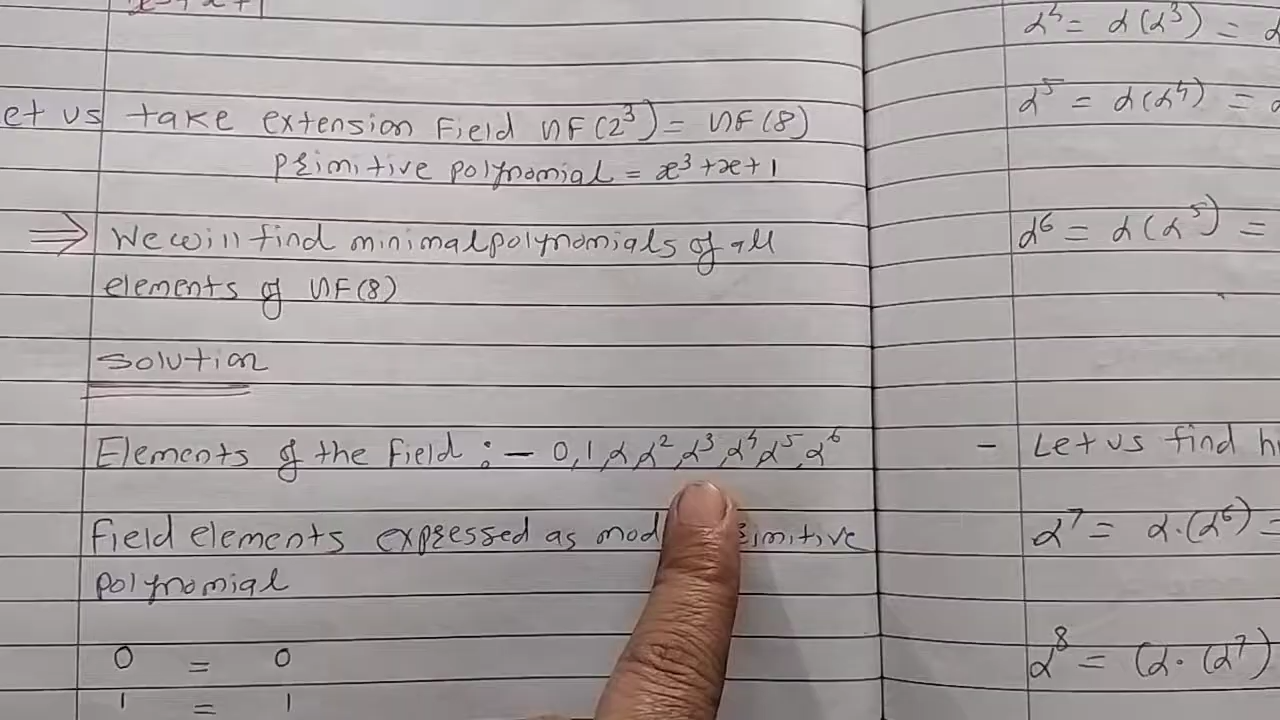 et us take extension Field GF(2³) = GF(8)
primitive polynomial = x³+x+1
⇒ We will find minimal polynomials of all
elements of GF(8)
Solution
Elements of the Field :- 0,1,α,α²,α³,α⁴,α⁵,α⁶
Field elements expressed as mod imitive
polynomial
0 = 0
1 = 1
α⁴ = α(α³) =
α⁵ = α(α⁴) =
α⁶ = α(α⁵) =
- Let us find
α⁷ = α.(α⁶) =
α⁸ = (α.(α⁷)